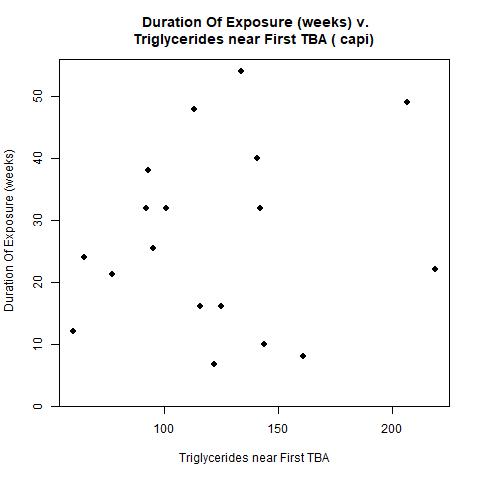 Duration Of Exposure (weeks) v.
Triglycerides near First TBA ( capi)
Duration Of Exposure (weeks)
50
40
30
20
10
0
100 150 200
Triglycerides near First TBA